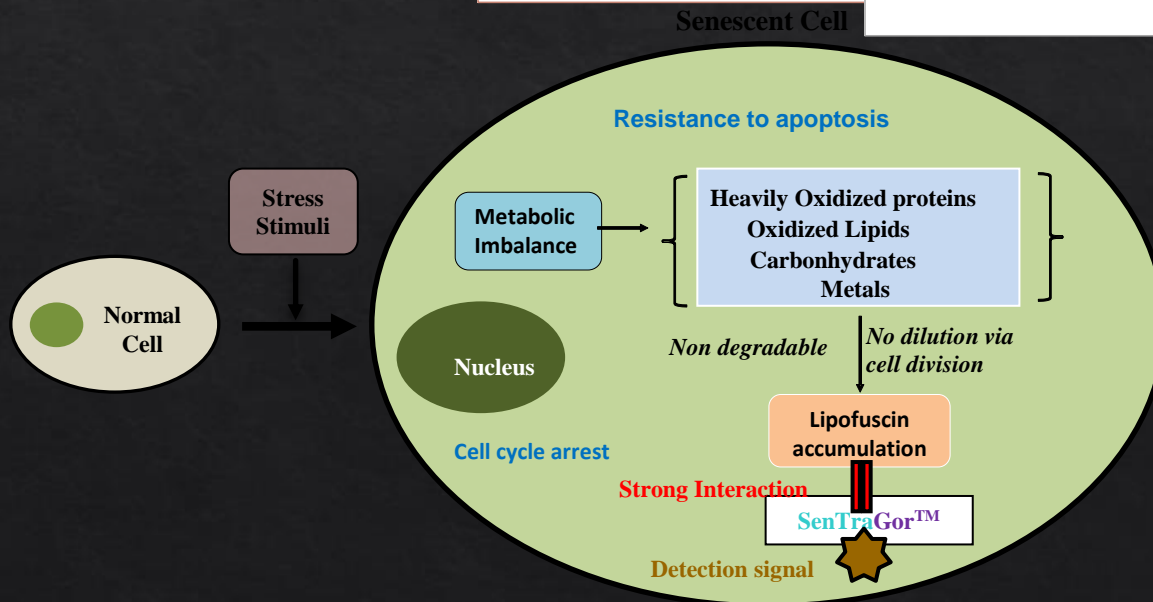 Senescent Cell
Resistance to apoptosis
Stress
Stimuli
Metabolic
Imbalance
Heavily Oxidized proteins
Oxidized Lipids
Carbonhydrates
Metals
Normal
Cell
Nucleus
Non degradable
No dilution via
cell division
Lipofuscin
accumulation
Cell cycle arrest
Strong Interaction
SenTraGor™
Detection signal